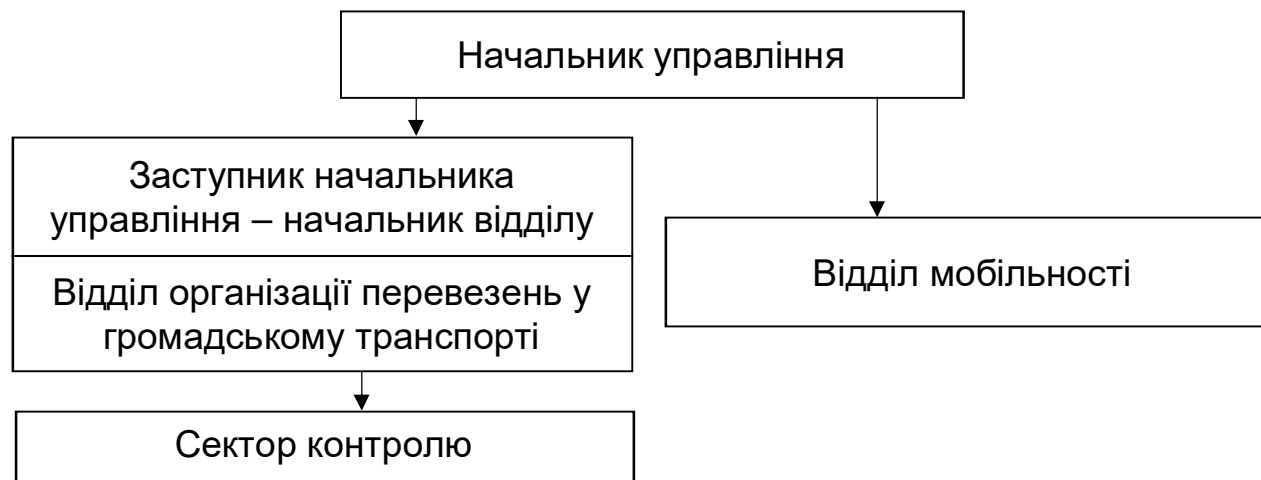 Начальник управління
Заступник начальника
управління – начальник відділу
Відділ організації перевезень у
громадському транспорті
Відділ мобільності
Сектор контролю